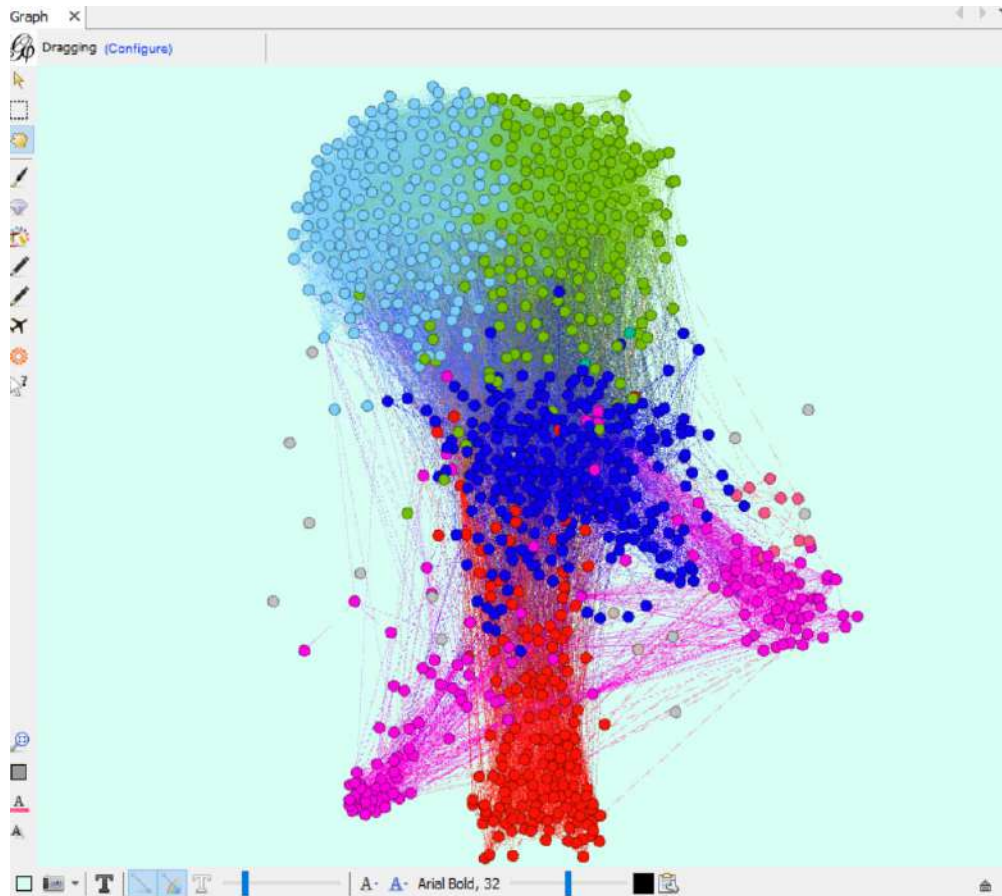 Graph
Dragging (Configure)
?
A
A
T T A- A- Arial Bold, 32